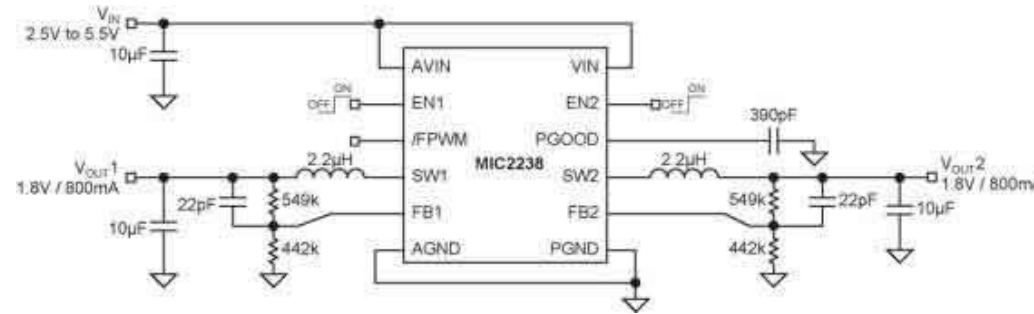 VIN
2.5V to 5.5V
10µF
AVIN
VIN
OFF ON
EN1
EN2
OFF ON
390pF
/FPWM
PGOOD
MIC2238
VOUT1
1.8V / 800mA
2.2µH
SW1
SW2
2.2µH
VOUT2
1.8V / 800m
22pF
549k
549k
22pF
10µF
FB1
FB2
10µF
442k
AGND
PGND
442k